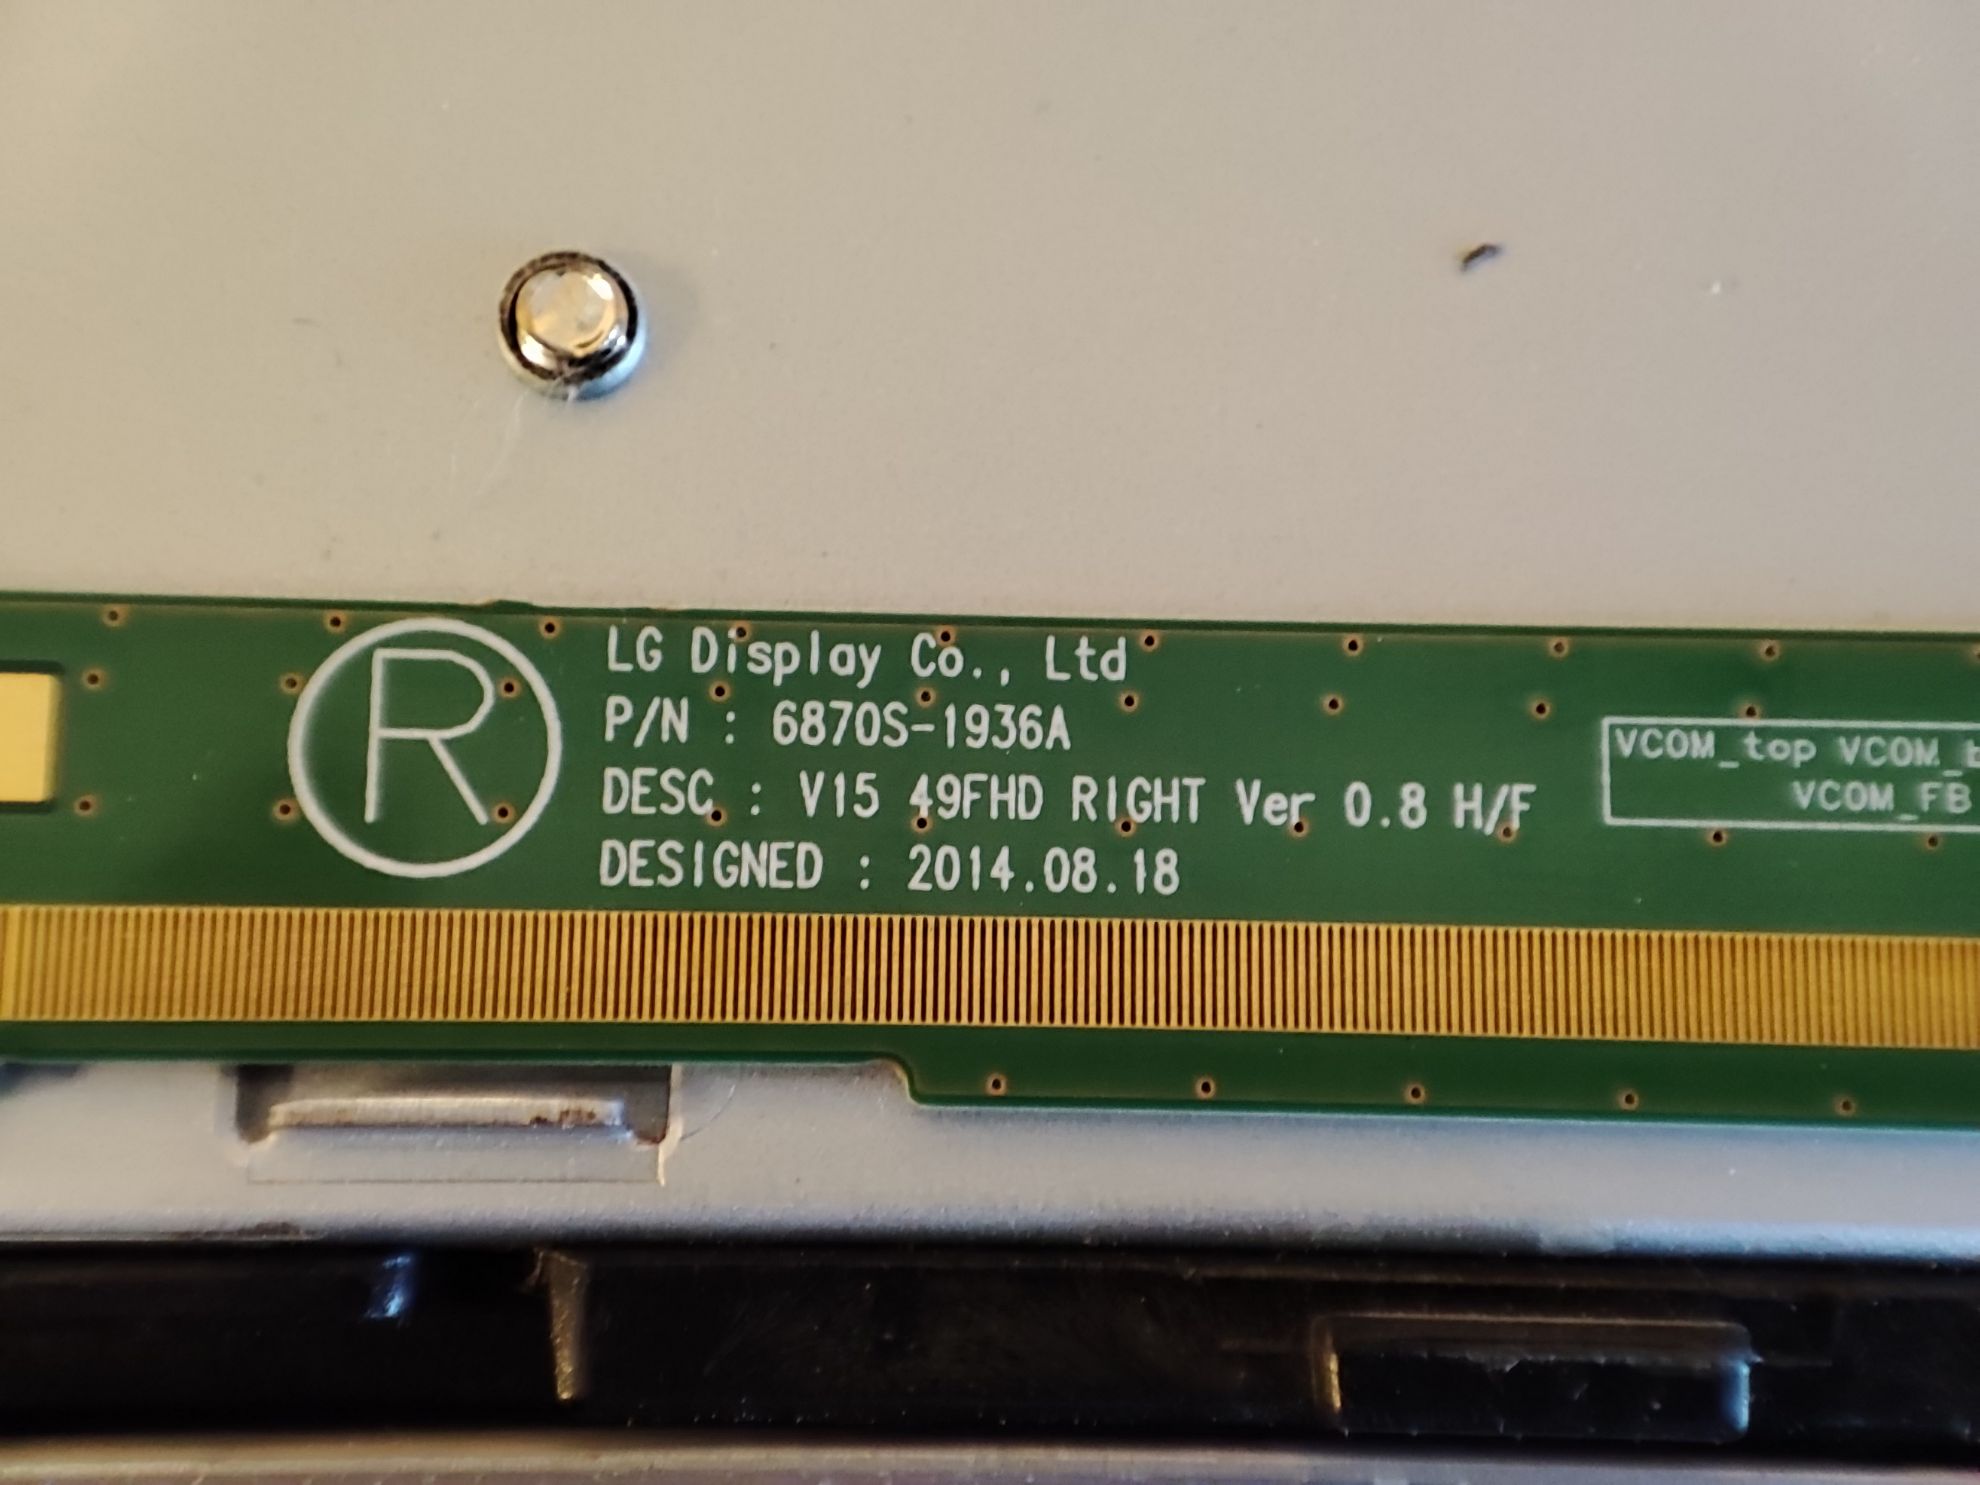 R
LG Display Co., Ltd
P/N : 6870S-1936A
DESC : V15 49FHD RIGHT Ver 0.8 H/F
DESIGNED : 2014.08.18
VCOM_top
VCOM_FB